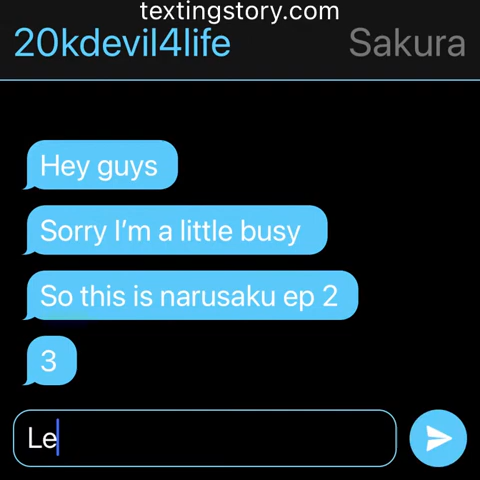 textingstory.com
20kdevil4life
Sakura
Hey guys
Sorry I’m a little busy
So this is narusaku ep 2
3
Le